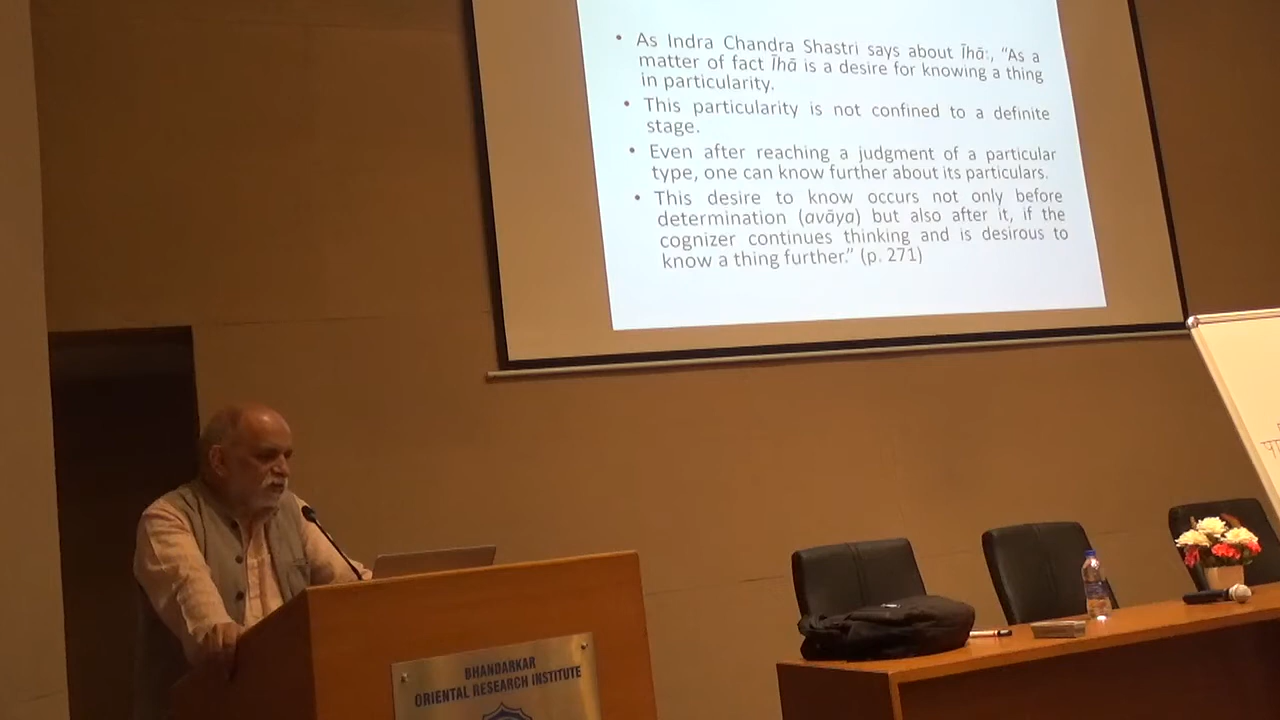 • As Indra Chandra Shastri says about Īhā:, “As a
matter of fact Īhā is a desire for knowing a thing
in particularity.
• This particularity is not confined to a definite
stage.
• Even after reaching a judgment of a particular
type, one can know further about its particulars.
• This desire to know occurs not only before
determination (avāya) but also after it, if the
cognizer continues thinking and is desirous to
know a thing further.” (p. 271)
BHANDARKAR
ORIENTAL RESEARCH INSTITUTE